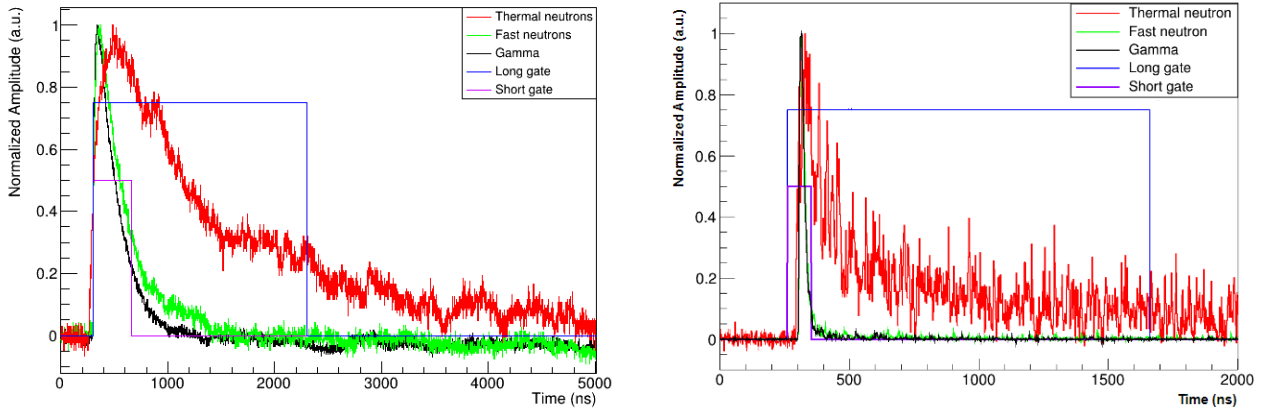 Normalized Amplitude (a.u.)
1
0.8
0.6
0.4
0.2
0
Thermal neutrons
Fast neutrons
Gamma
Long gate
Short gate
0 1000 2000 3000 4000 5000
Time (ns)
Normalized Amplitude (a.u.)
1
0.8
0.6
0.4
0.2
0
Thermal neutron
Fast neutron
Gamma
Long gate
Short gate
0 500 1000 1500 2000
Time (ns)